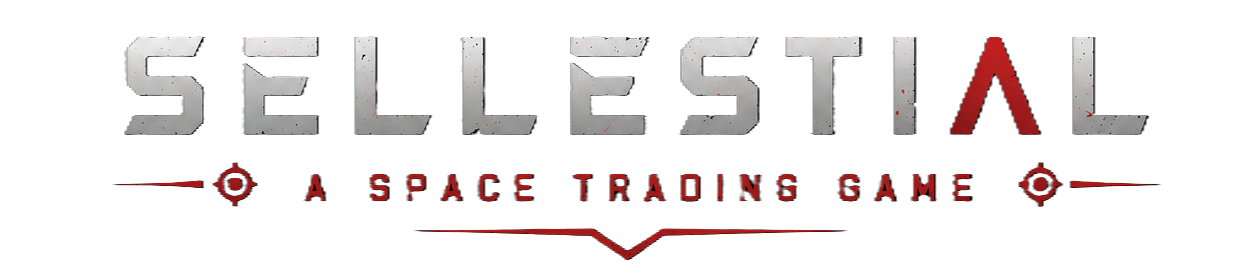 SELLESTIAL
A SPACE TRADING GAME